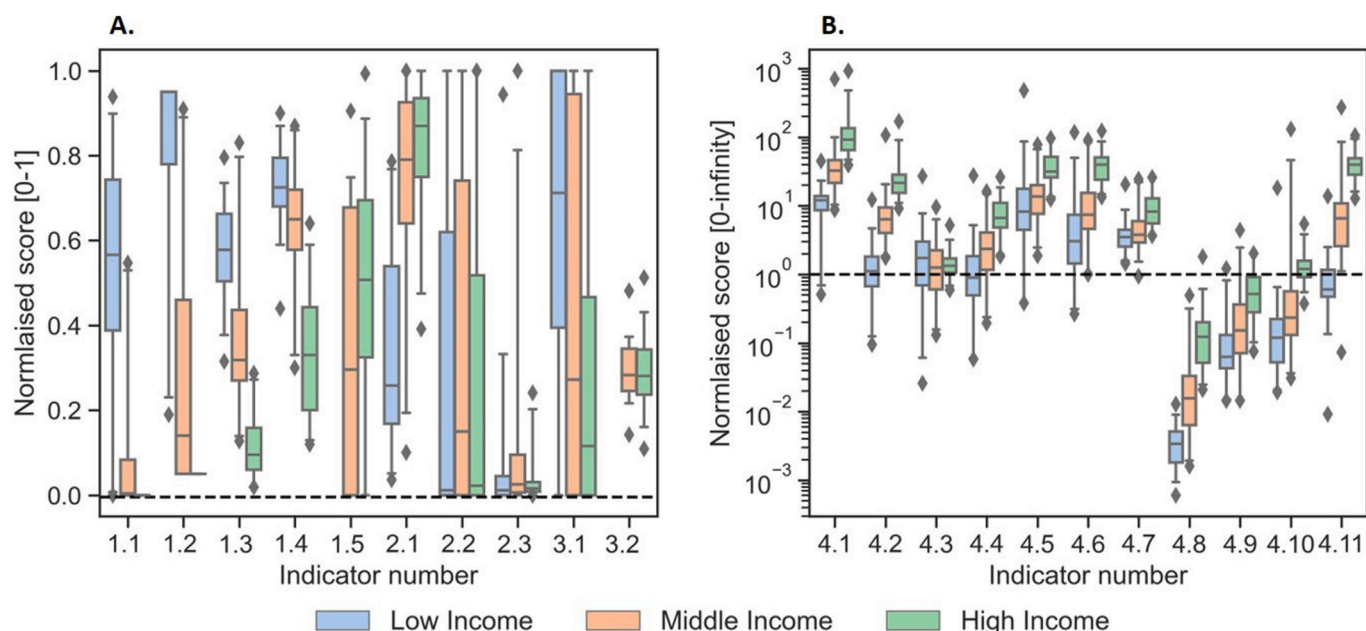 A.
B.
Normlaised score [0-1]
1.0
0.8
0.6
0.4
0.2
0.0
1.1 1.2 1.3 1.4 1.5 2.1 2.2 2.3 3.1 3.2
Indicator number
Normlaised score [0-infinity]
10³
10²
10¹
10⁰
10⁻¹
10⁻²
10⁻³
4.1 4.2 4.3 4.4 4.5 4.6 4.7 4.8 4.9 4.10 4.11
Indicator number
Low Income Middle Income High Income